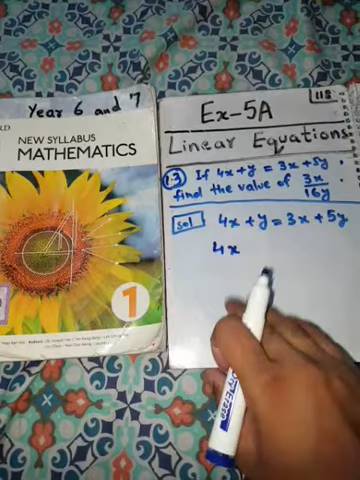 Year 6 and 7
NEW SYLLABUS
MATHEMATICS
1
118
Ex-5A
Linear Equations
13 If 4x+y = 3x+5y
find the value of 3x/16y.
sol 4x+y=3x+5y
4x